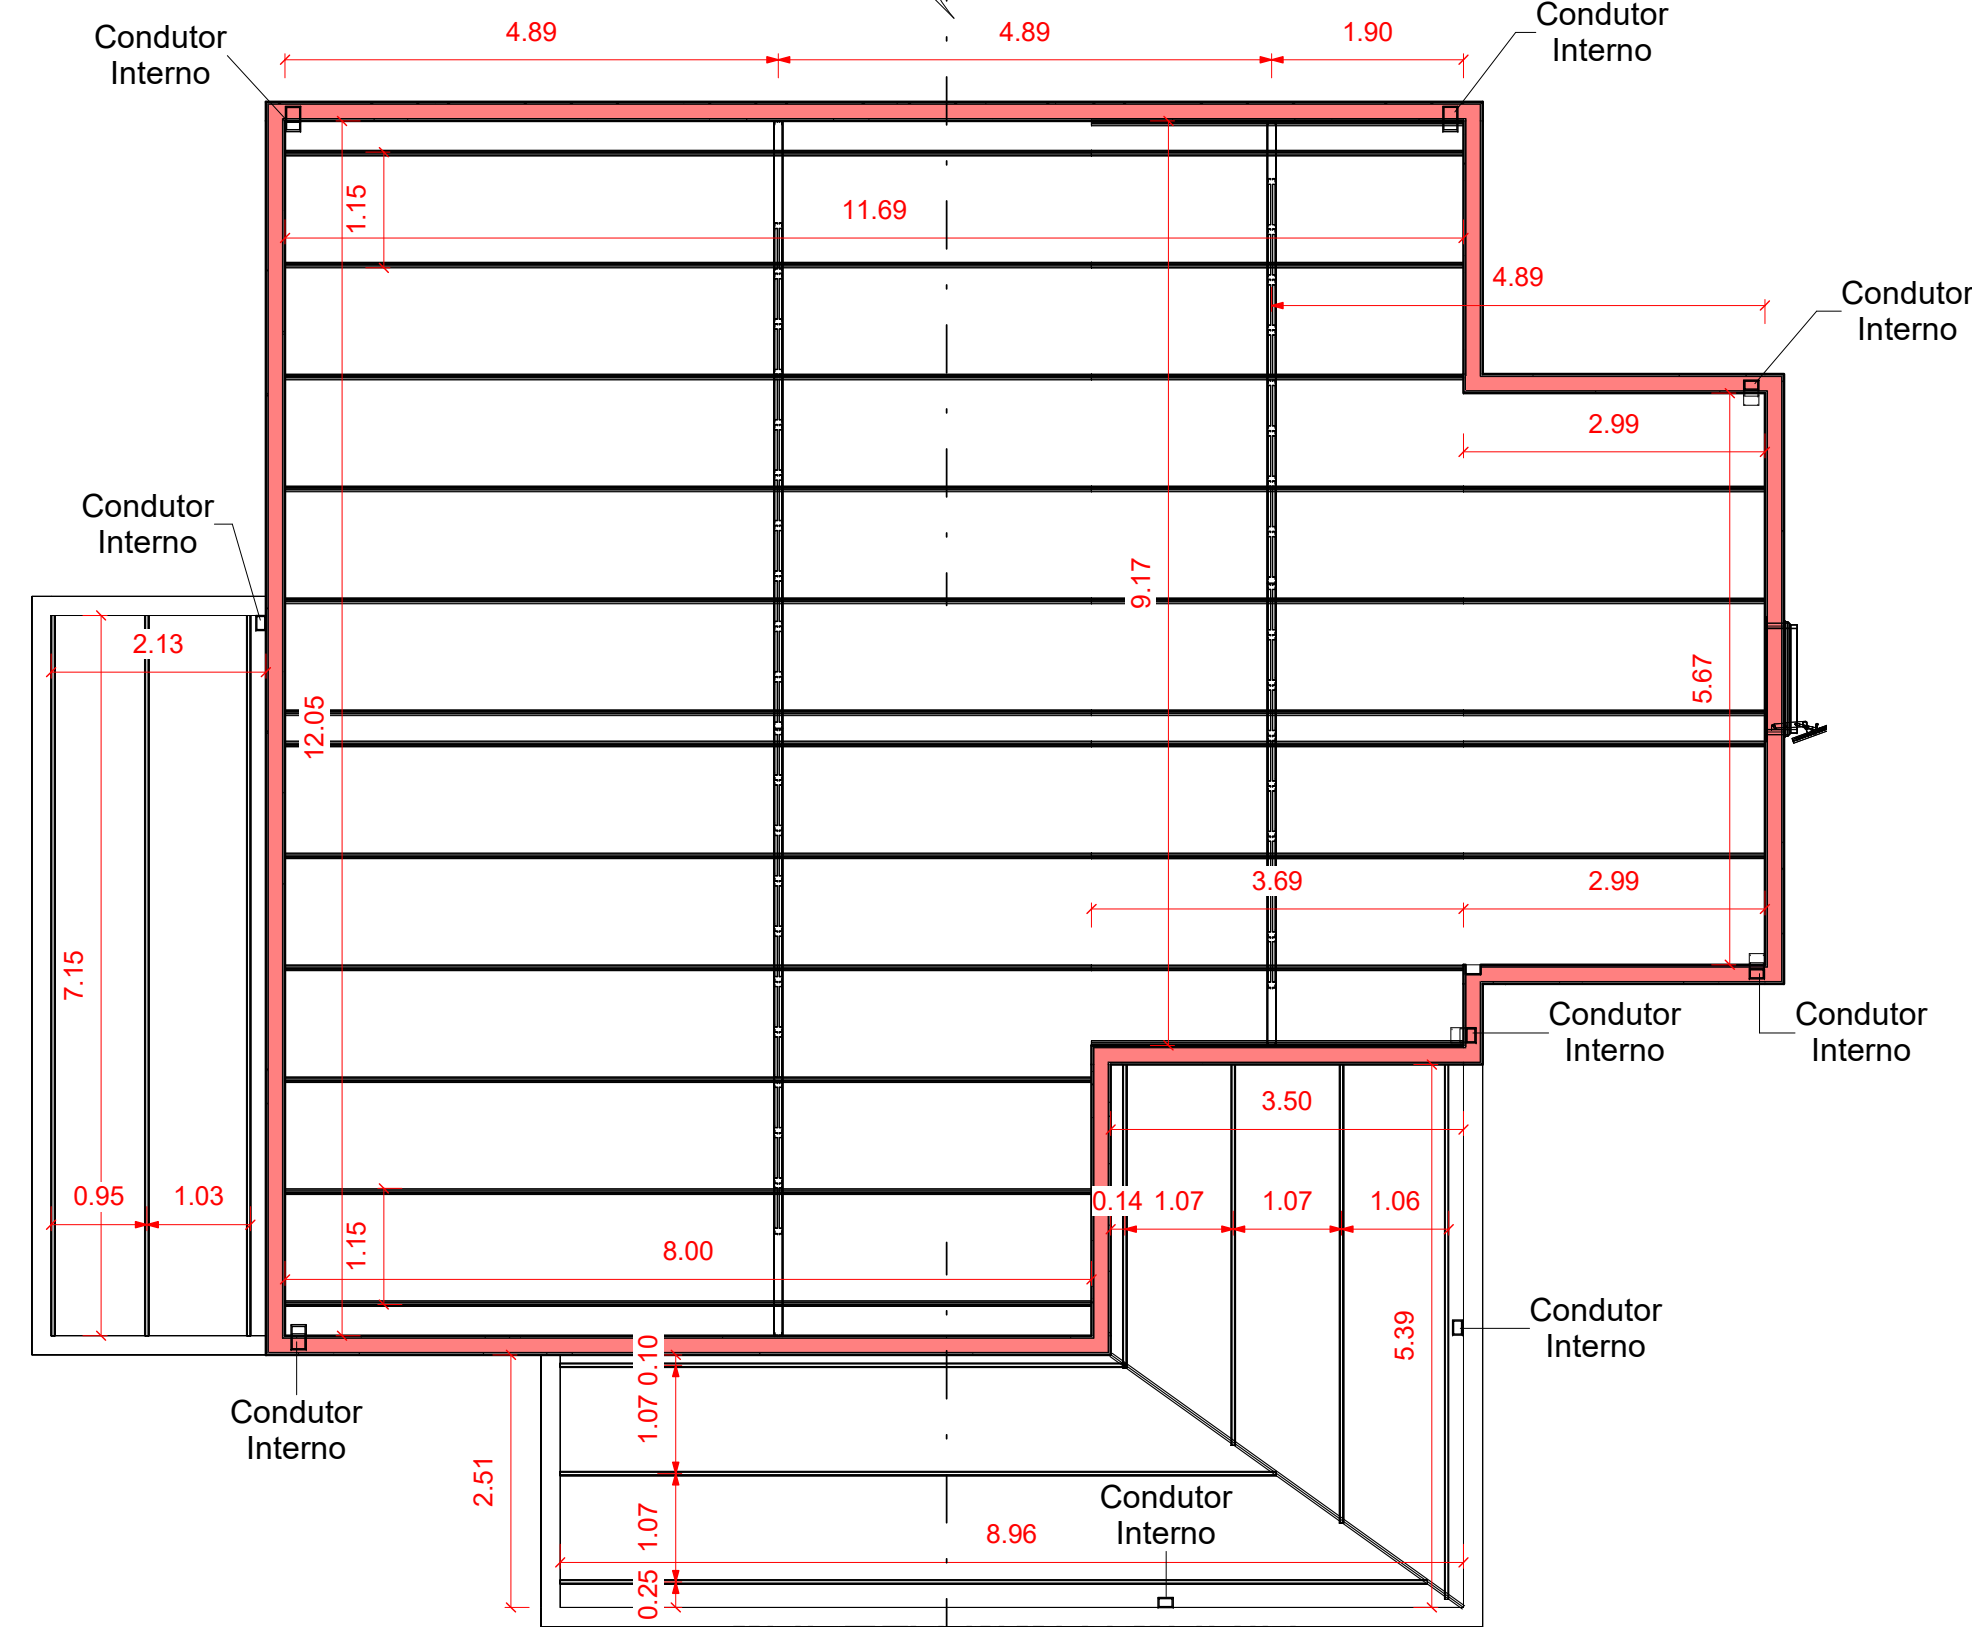 Condutor
Interno
4.89
4.89
1.90
Condutor
Interno
1.15
11.69
4.89
Condutor
Interno
2.99
Condutor
Interno
9.17
2.13
12.05
5.67
3.69
2.99
7.15
Condutor
Interno
Condutor
Interno
3.50
0.95
1.03
0.14
1.07
1.07
1.06
1.15
8.00
5.39
Condutor
Interno
0.10
Condutor
Interno
1.07
2.51
Condutor
Interno
1.07
8.96
0.25